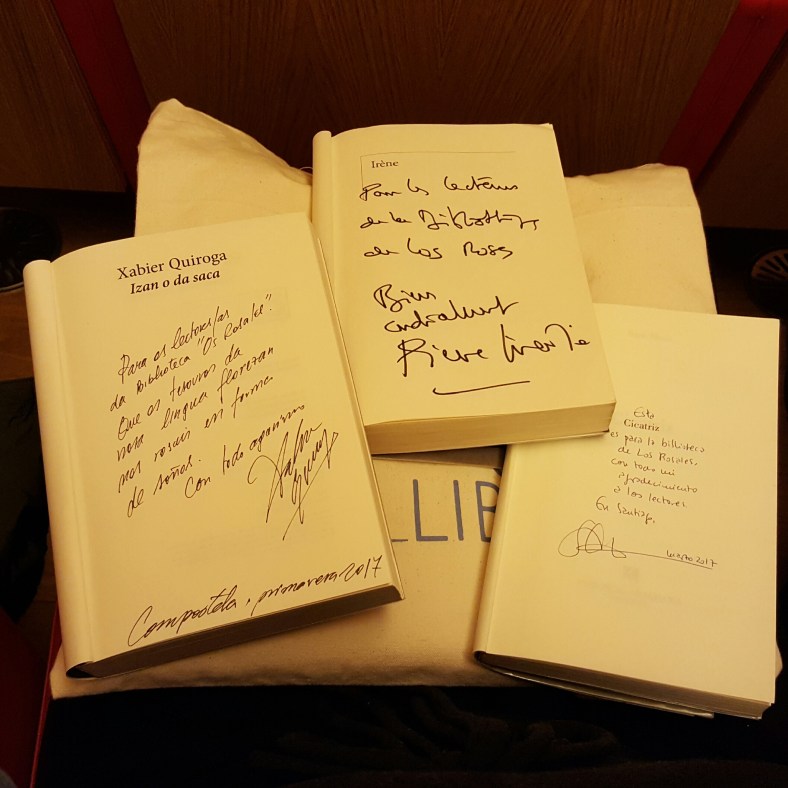 Xabier Quiroga
Izan o da saca
Para os lectores/as
da Biblioteca "Os Rosales".
Que os tesouros da
nosa lingua florezan
nos rosais en forma
de soños.
Con todo agarimo
Xabier
Quiroga
Compostela, primavera 2017
Irène
Pour les lecteurs
de la Bibliothèque
de Los Rosales
Bien
cordialement
Pierre Lemaitre
LLIB
Esta
Cicatriz
es para la biblioteca
de Los Rosales,
con todo mi
agradecimiento
a los lectores
En Santiago,
marzo 2017